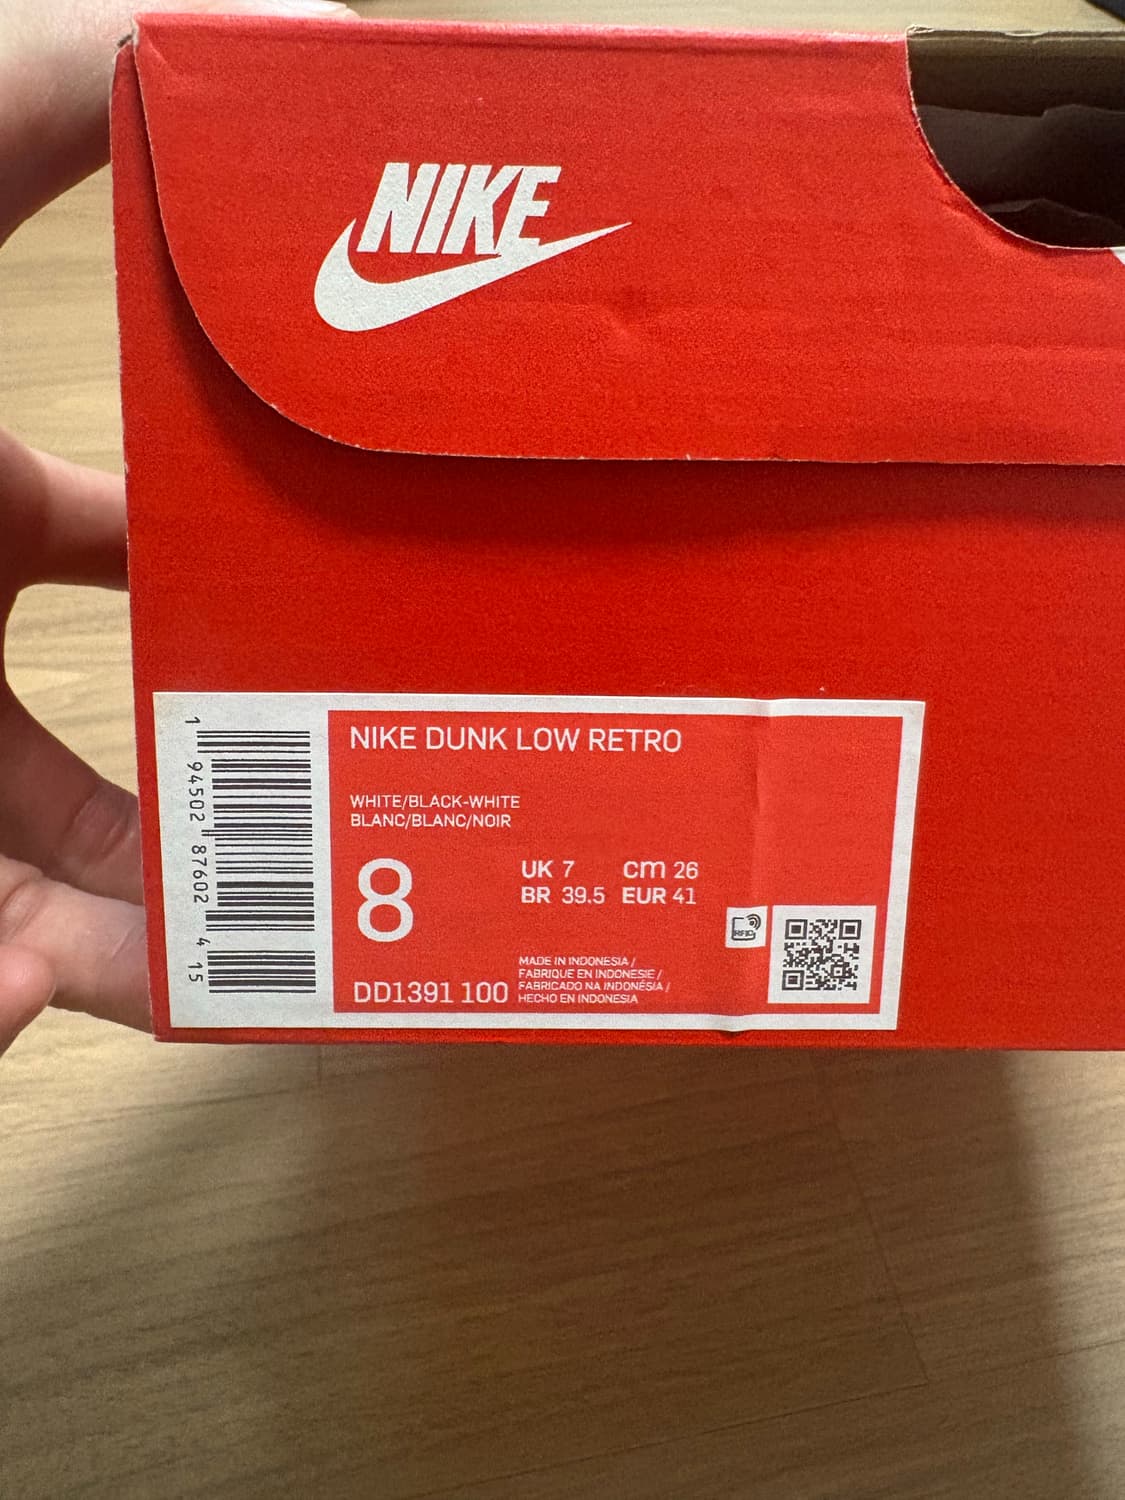 NIKE
NIKE DUNK LOW RETRO
WHITE/BLACK-WHITE
BLANC/BLANC/NOIR
8
UK 7 cm 26
BR 39.5 EUR 41
DD1391 100
MADE IN INDONESIA /
FABRIQUE EN INDONESIE /
FABRICADO NA INDONÉSIA /
HECHO EN INDONESIA
RFID
1 94502 87602 4 15